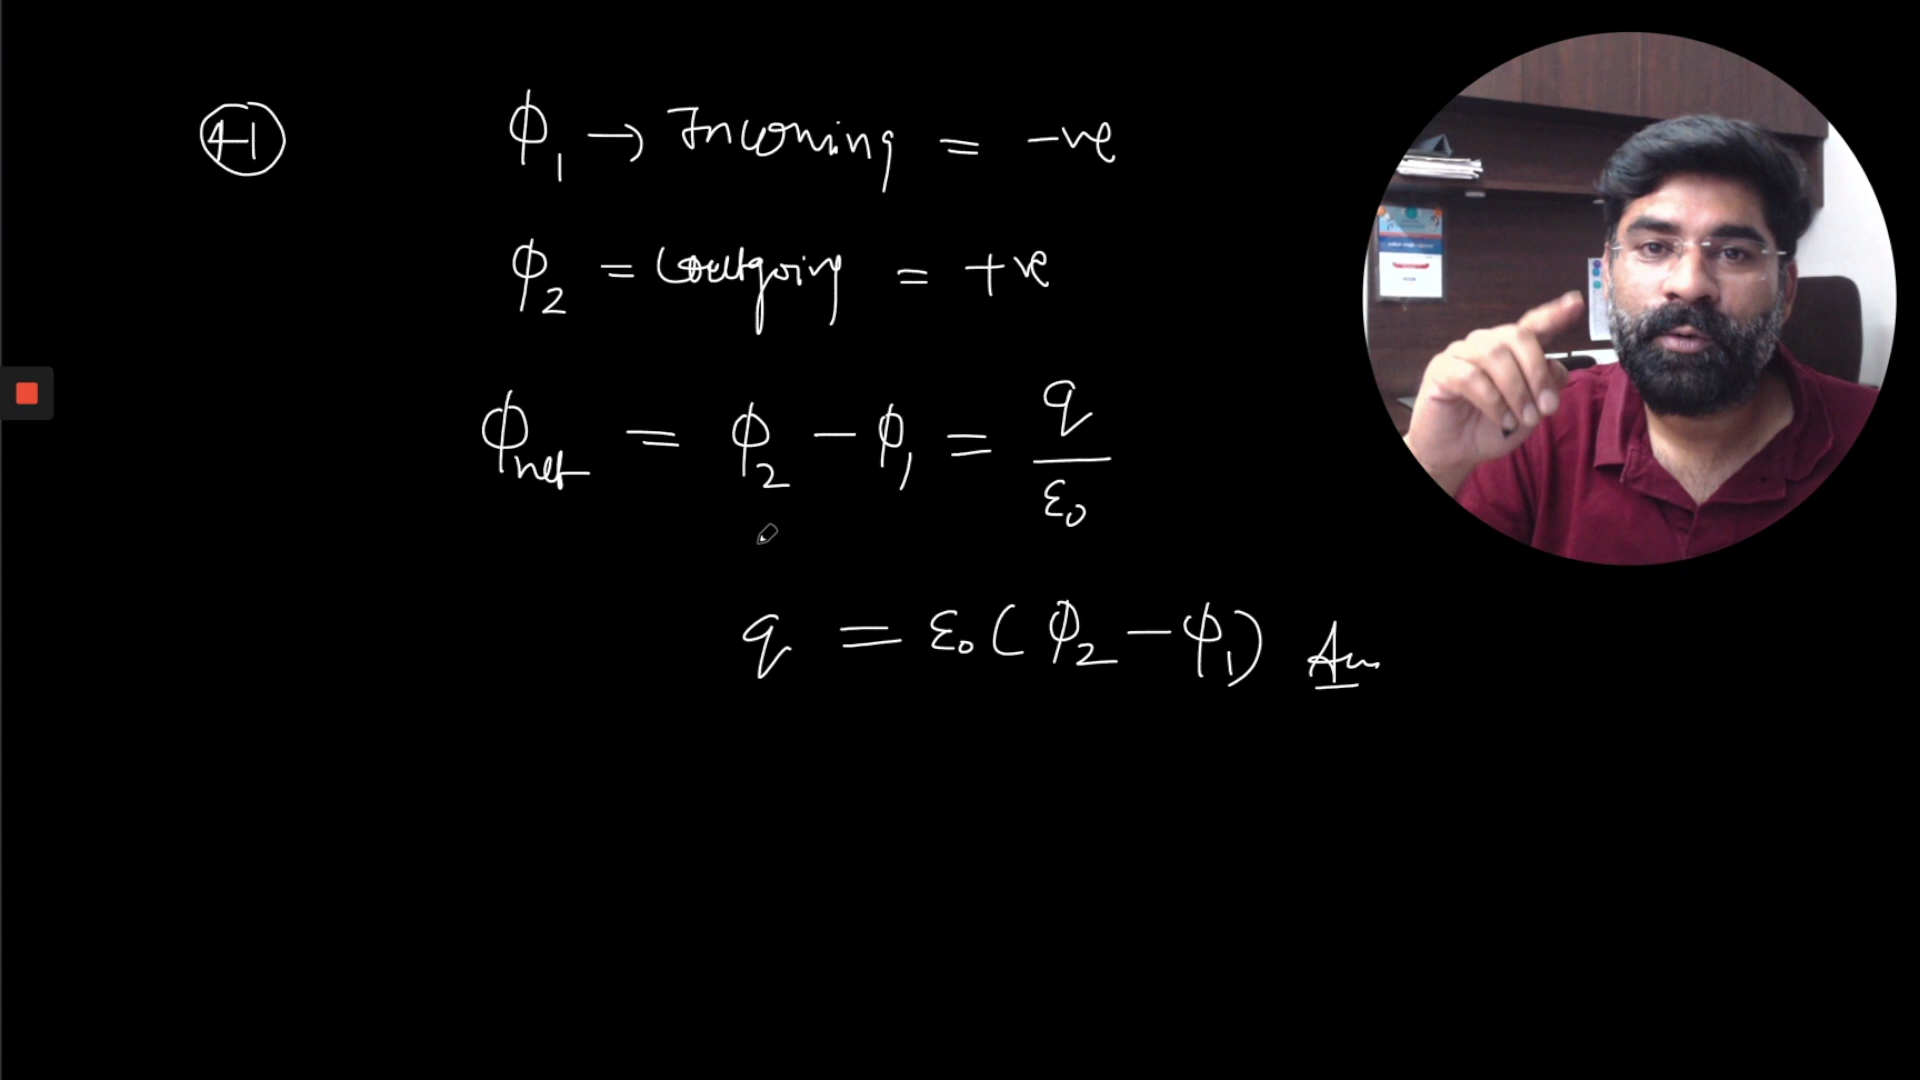 41
ϕ₁ → Incoming = -ve
ϕ₂ = outgoing = +ve
ϕnet = ϕ₂ - ϕ₁ = q/ε₀
q = ε₀(ϕ₂ - ϕ₁) Ans